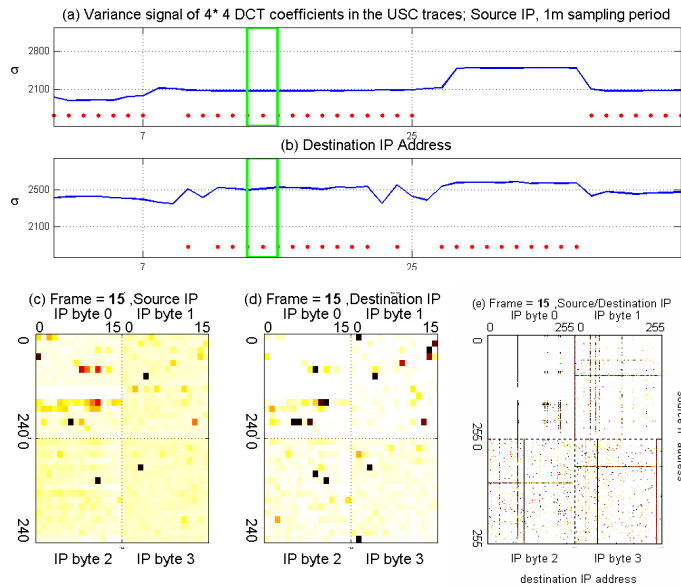 (a) Variance signal of 4* 4 DCT coefficients in the USC traces; Source IP, 1m sampling period
2800
2100
σ
7
25
(b) Destination IP Address
2500
2100
σ
7
25
(c) Frame = 15 ,Source IP
IP byte 0 IP byte 1
0 15 0 15
0
240
0
240
IP byte 2 IP byte 3
(d) Frame = 15 ,Destination IP
IP byte 0 IP byte 1
0 15 0 15
0
240
0
240
IP byte 2 IP byte 3
(e) Frame = 15 ,Source/Destination IP
IP byte 0 IP byte 1
0 255 0 255
0
255
0
255
IP byte 2 IP byte 3
destination IP address